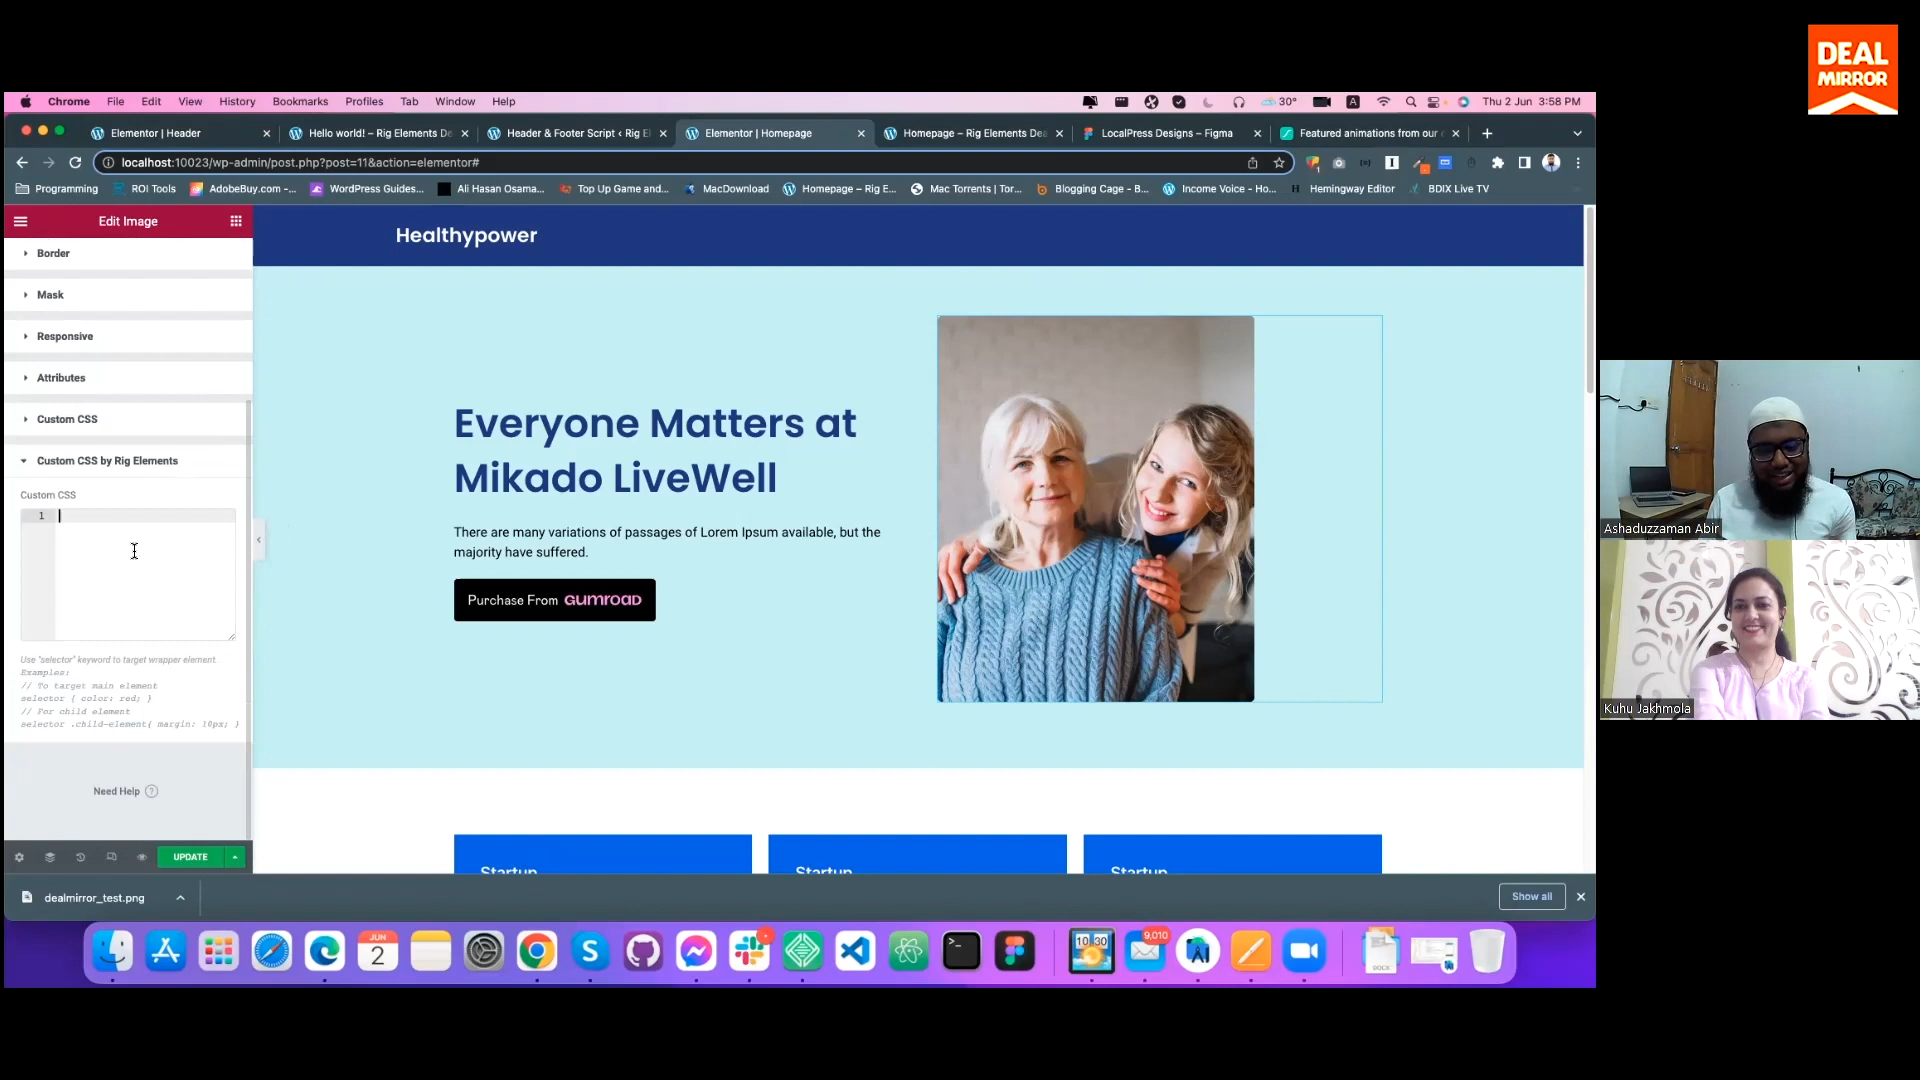 DEAL
MIRROR
Chrome File Edit View History Bookmarks Profiles Tab Window Help
30° A Thu 2 Jun 3:58 PM
Elementor | Header
Hello world! – Rig Elements De
Header & Footer Script ‹ Rig El
Elementor | Homepage
Homepage – Rig Elements Dea
LocalPress Designs – Figma
Featured animations from our c
localhost:10023/wp-admin/post.php?post=11&action=elementor#
Programming
ROI Tools
AdobeBuy.com -...
WordPress Guides...
Ali Hasan Osama...
Top Up Game and...
MacDownload
Homepage – Rig E...
Mac Torrents | Tor...
Blogging Cage - B...
Income Voice - Ho...
Hemingway Editor
BDIX Live TV
Edit Image
Border
Mask
Responsive
Attributes
Custom CSS
Custom CSS by Rig Elements
Custom CSS
1
Use "selector" keyword to target wrapper element.
Examples:
// To target main element
selector { color: red; }
// For child element
selector .child-element{ margin: 10px; }
Need Help
UPDATE
Healthypower
Everyone Matters at
Mikado LiveWell
There are many variations of passages of Lorem Ipsum available, but the
majority have suffered.
Purchase From GUMROAD
Startup
Startup
Startup
dealmirror_test.png
Show all
JUN
2
10:30
9,010
DOCX
Ashaduzzaman Abir
Kuhu Jakhmola